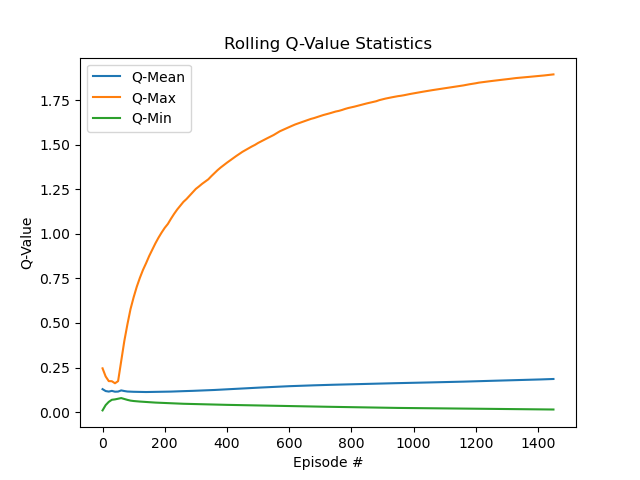 Rolling Q-Value Statistics
Q-Mean
Q-Max
Q-Min
1.75
1.50
1.25
1.00
0.75
0.50
0.25
0.00
Q-Value
0 200 400 600 800 1000 1200 1400
Episode #